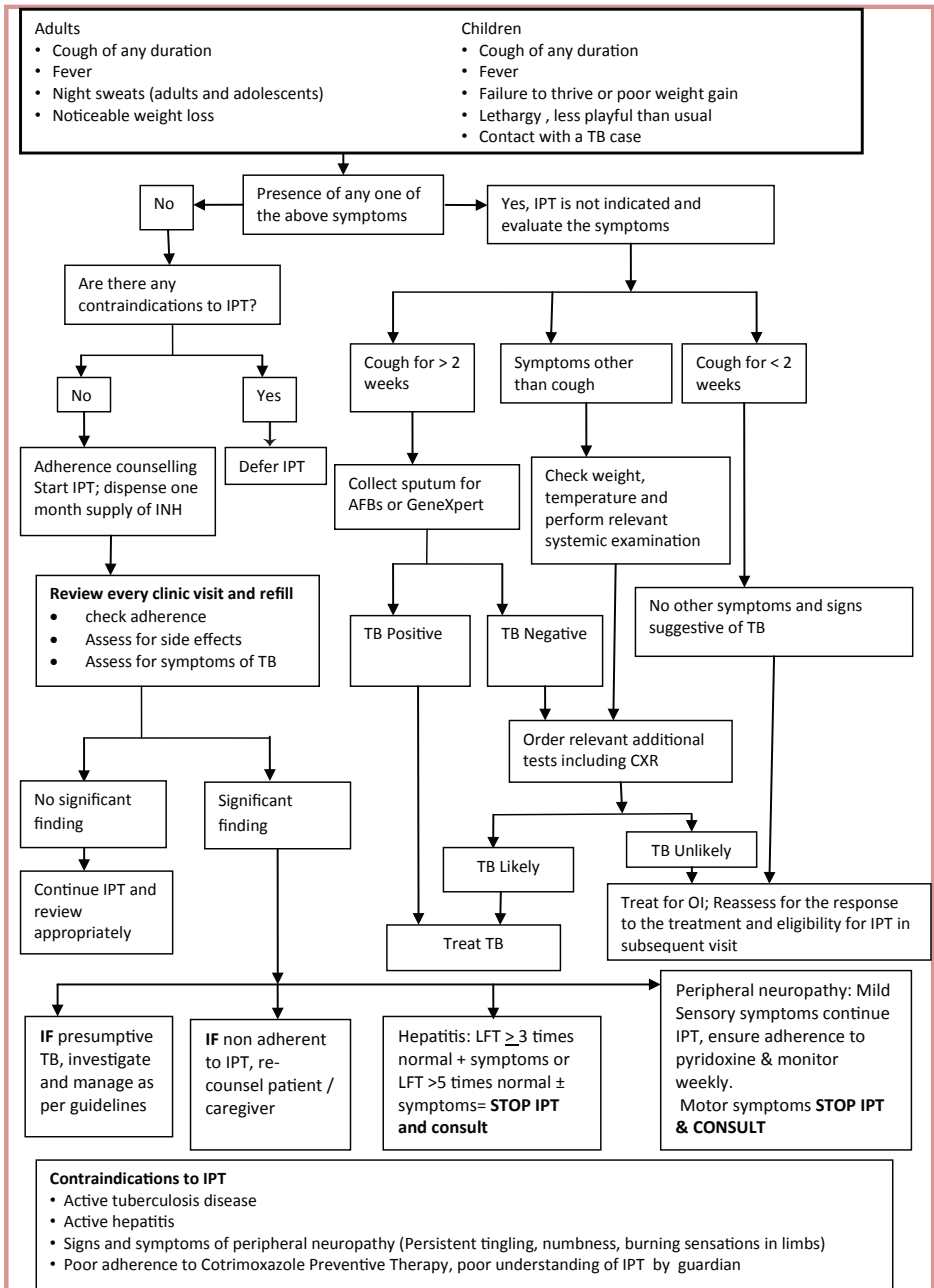 Adults
• Cough of any duration
• Fever
• Night sweats (adults and adolescents)
• Noticeable weight loss
Children
• Cough of any duration
• Fever
• Failure to thrive or poor weight gain
• Lethargy , less playful than usual
• Contact with a TB case
Presence of any one of
the above symptoms
No
Yes, IPT is not indicated and
evaluate the symptoms
Are there any
contraindications to IPT?
No
Yes
Adherence counselling
Start IPT; dispense one
month supply of INH
Defer IPT
Review every clinic visit and refill
• check adherence
• Assess for side effects
• Assess for symptoms of TB
No significant
finding
Significant
finding
Continue IPT and
review
appropriately
Cough for > 2
weeks
Symptoms other
than cough
Cough for < 2
weeks
Collect sputum for
AFBs or GeneXpert
Check weight,
temperature and
perform relevant
systemic examination
TB Positive
TB Negative
No other symptoms and signs
suggestive of TB
Order relevant additional
tests including CXR
TB Likely
TB Unlikely
Treat TB
Treat for OI; Reassess for the response
to the treatment and eligibility for IPT in
subsequent visit
IF presumptive
TB, investigate
and manage as
per guidelines
IF non adherent
to IPT, re-
counsel patient /
caregiver
Hepatitis: LFT ≥ 3 times
normal + symptoms or
LFT >5 times normal ±
symptoms= STOP IPT
and consult
Peripheral neuropathy: Mild
Sensory symptoms continue
IPT, ensure adherence to
pyridoxine & monitor
weekly.
Motor symptoms STOP IPT
& CONSULT
Contraindications to IPT
• Active tuberculosis disease
• Active hepatitis
• Signs and symptoms of peripheral neuropathy (Persistent tingling, numbness, burning sensations in limbs)
• Poor adherence to Cotrimoxazole Preventive Therapy, poor understanding of IPT by guardian